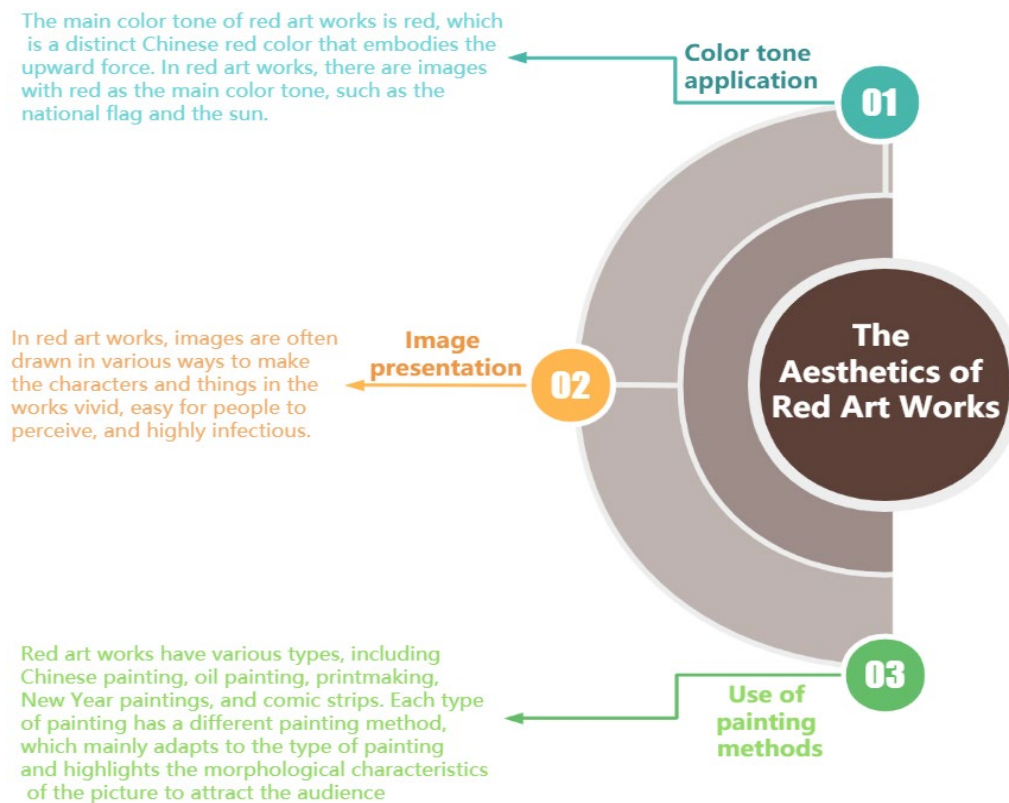 The main color tone of red art works is red, which
is a distinct Chinese red color that embodies the
upward force. In red art works, there are images
with red as the main color tone, such as the
national flag and the sun.
Color tone
application
01
In red art works, images are often
drawn in various ways to make
the characters and things in the
works vivid, easy for people to
perceive, and highly infectious.
Image
presentation
02
The
Aesthetics of
Red Art Works
Red art works have various types, including
Chinese painting, oil painting, printmaking,
New Year paintings, and comic strips. Each type
of painting has a different painting method,
which mainly adapts to the type of painting
and highlights the morphological characteristics
of the picture to attract the audience
Use of
painting
methods
03